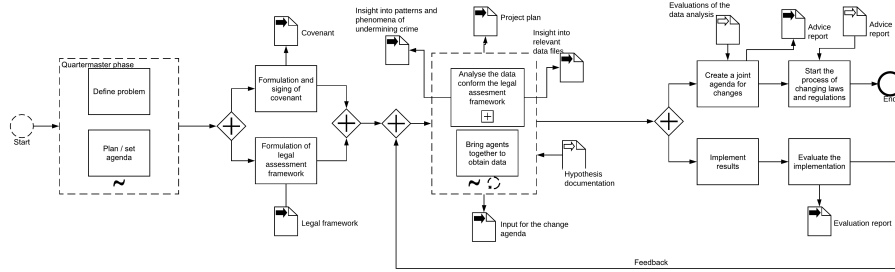 Insight into patterns and
phenomena of
undermining crime
Project plan
Evaluations of
the data analysis
Covenant
Insight into
relevant
data files
Advice
report
Advice
report
Quartermaster phase
Define problem
Plan / set
agenda
~
Start
Formulation and
siging of
covenant
Formulation of
legal
assessment
framework
Legal framework
Analyse the data
conform the legal
assesment
framework
Bring agents
together to
obtain data
~
Hypothesis
documentation
Input for the change
agenda
Create a joint
agenda for
changes
Start the
process of
changing laws
and regulations
End
Implement
results
Evaluate the
implementation
Evaluation report
Feedback